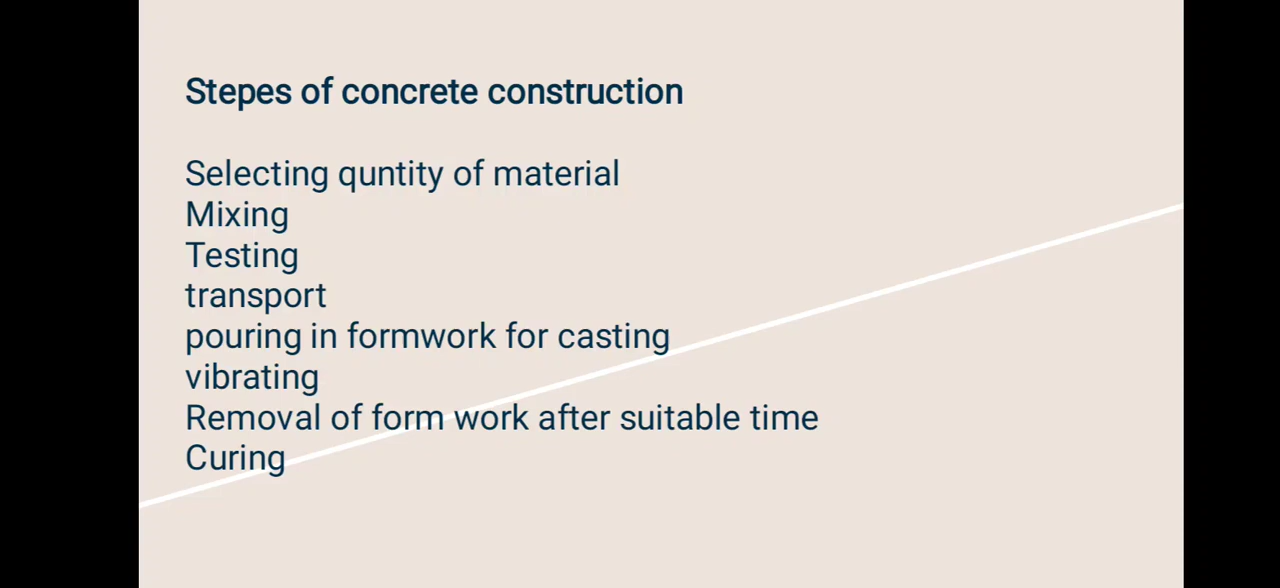 Stepes of concrete construction
Selecting quntity of material
Mixing
Testing
transport
pouring in formwork for casting
vibrating
Removal of form work after suitable time
Curing